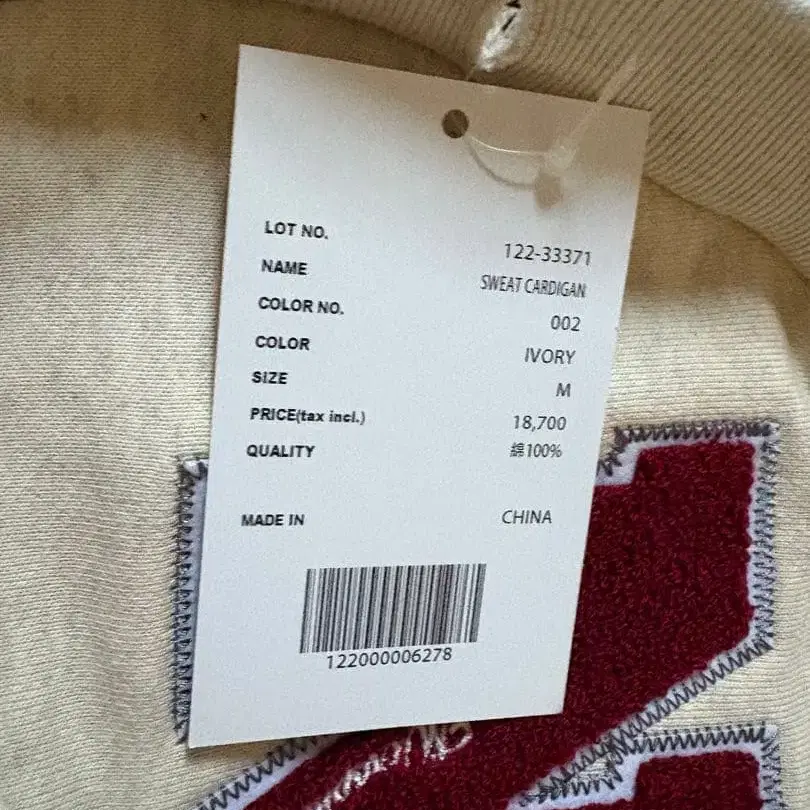 LOT NO. 122-33371
NAME SWEAT CARDIGAN
COLOR NO. 002
COLOR IVORY
SIZE M
PRICE(tax incl.) 18,700
QUALITY 綿100%
MADE IN CHINA
122000006278